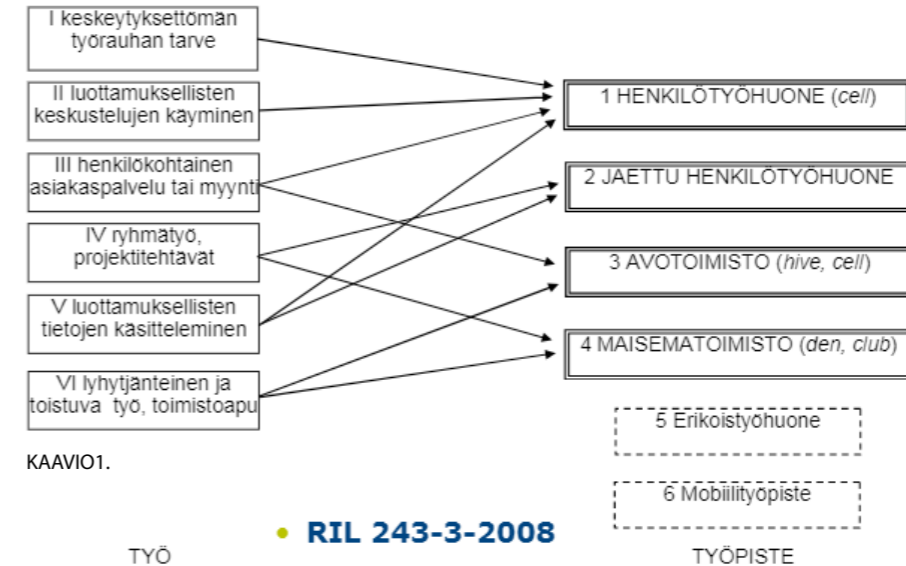 I keskeytyksettömän
työrauhan tarve
II luottamuksellisten
keskustelujen käyminen
III henkilökohtainen
asiakaspalvelu tai myynti
IV ryhmätyö,
projektitehtävät
V luottamuksellisten
tietojen käsitteleminen
VI lyhytjänteinen ja
toistuva työ, toimistoapu
KAAVIO1.
TYÖ
1 HENKILÖTYÖHUONE (cell)
2 JAETTU HENKILÖTYÖHUONE
3 AVOTOIMISTO (hive, cell)
4 MAISEMATOIMISTO (den, club)
5 Erikoistyöhuone
6 Mobiilityöpiste
• RIL 243-3-2008
TYÖPISTE